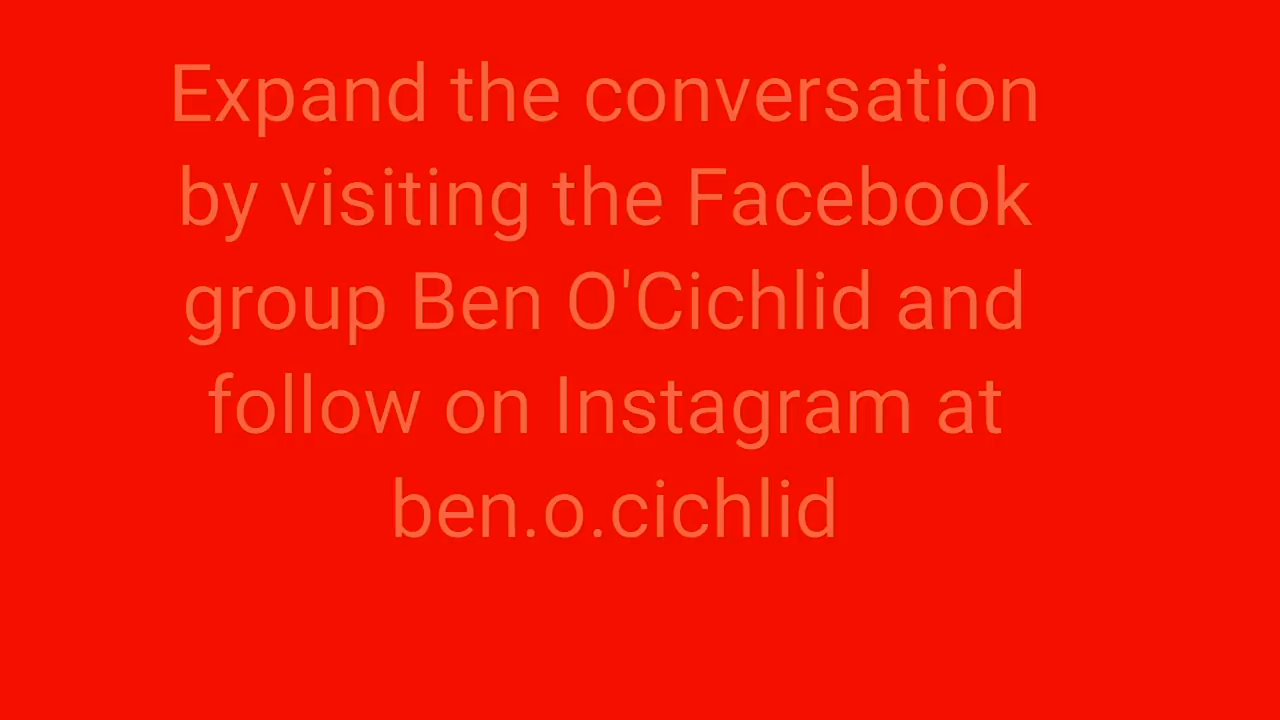 Expand the conversation
by visiting the Facebook
group Ben O'Cichlid and
follow on Instagram at
ben.o.cichlid